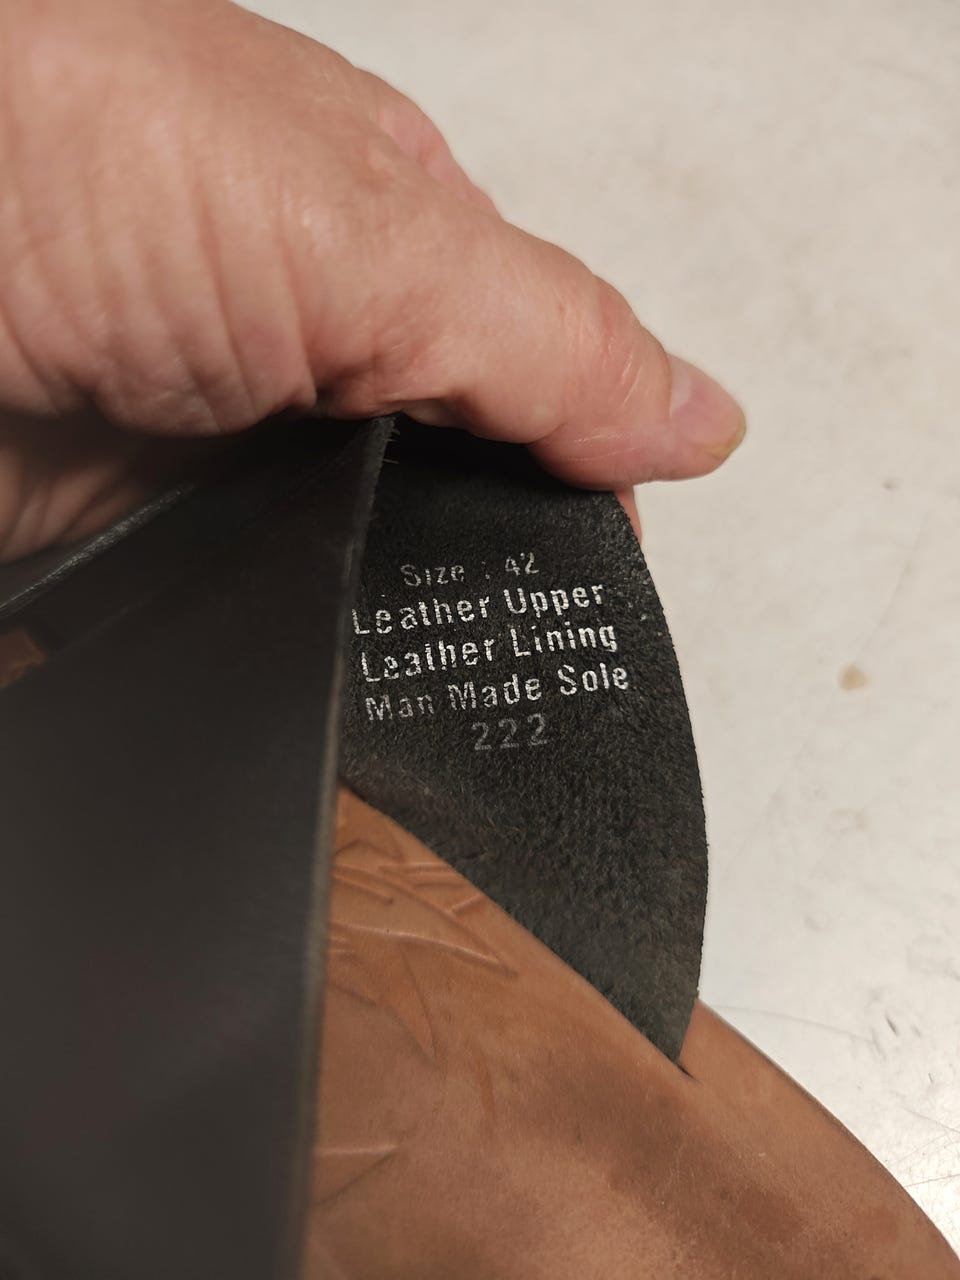 Size : 42
Leather Upper
Leather Lining
Man Made Sole
222